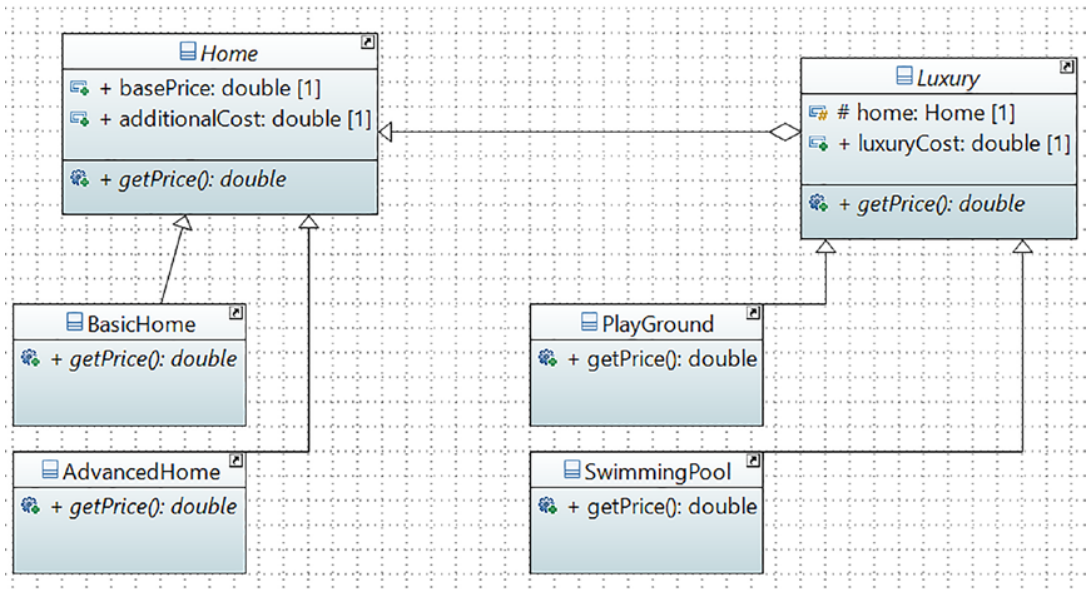 Home
+ basePrice: double [1]
+ additionalCost: double [1]
+ getPrice(): double
Luxury
# home: Home [1]
+ luxuryCost: double [1]
+ getPrice(): double
BasicHome
+ getPrice(): double
PlayGround
+ getPrice(): double
AdvancedHome
+ getPrice(): double
SwimmingPool
+ getPrice(): double